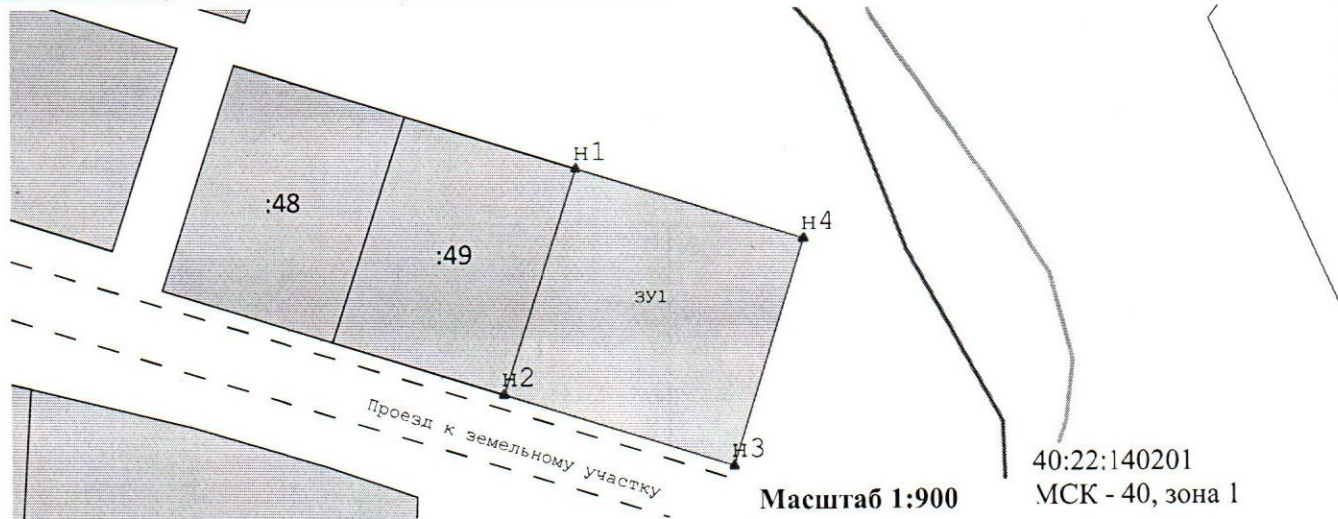 н1
:48
н4
:49
ЗУ1
н2
Проезд к земельному участку
н3
Масштаб 1:900
40:22:140201
МСК - 40, зона 1